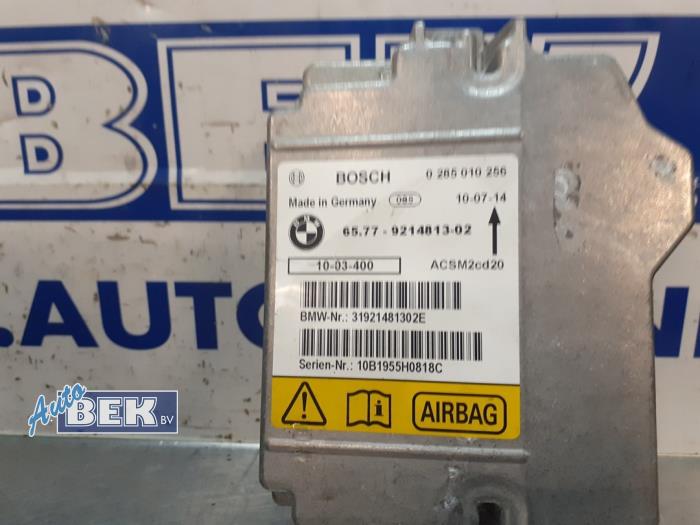 BOSCH 0 285 010 256
Made in Germany 10-07-14
65.77 - 9214813-02
10-03-400 ACSM2cd20
BMW-Nr.: 31921481302E
Serien-Nr.: 10B1955H0818C
AIRBAG
.AUTO
Auto
BEK BV